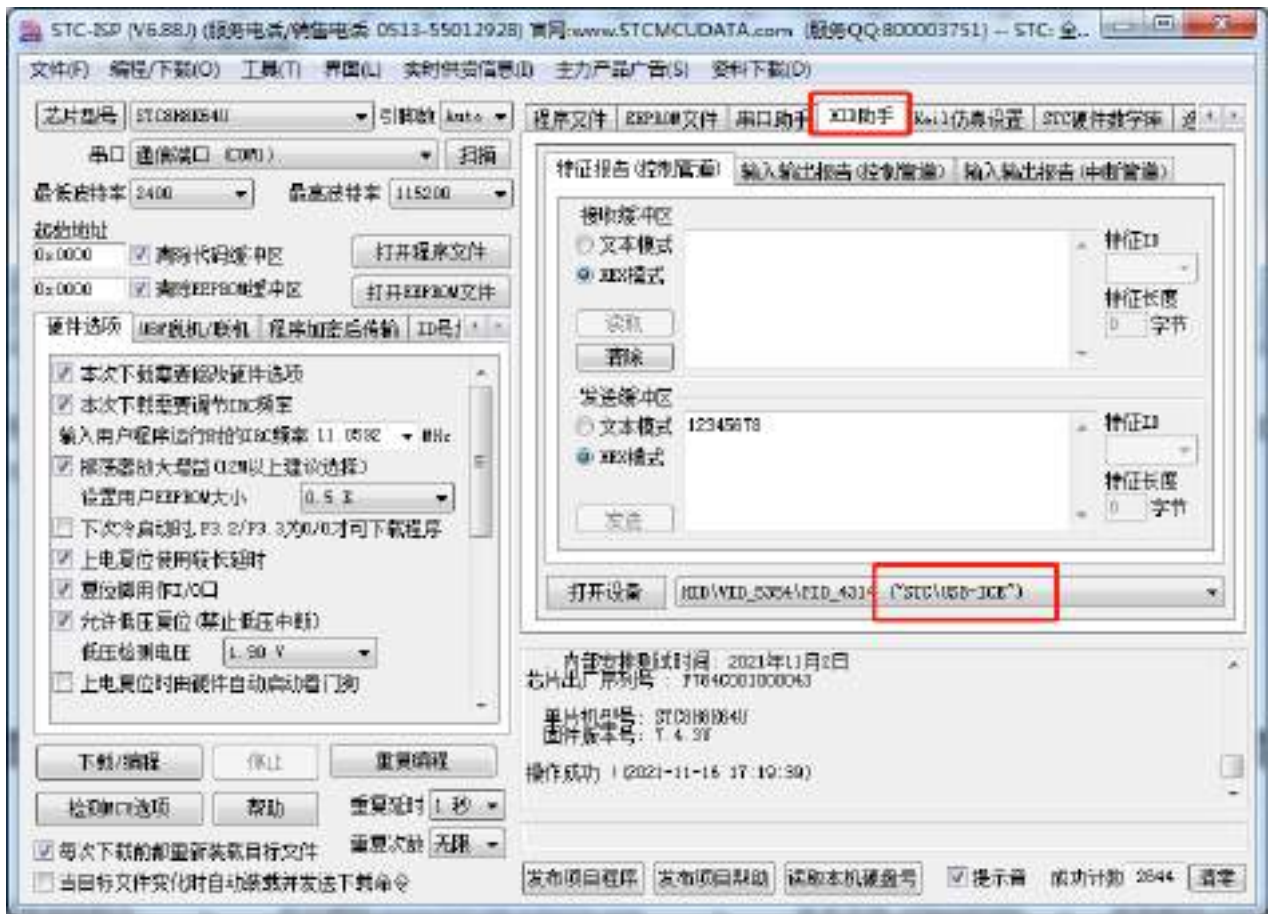 STC-ISP (V6.88J) (服务电话/销售电话: 0513-55012928) 官网:www.STCMCUDATA.com (服务QQ:800003751) -- STC: 全..
文件(F) 编程/下载(O) 工具(T) 界面(L) 实时供货信息(I) 主力产品广告(S) 资料下载(D)
芯片型号 STC8H8K64U 引脚数 Auto
串口 通信端口 (COM1) 扫描
最低波特率 2400 最高波特率 115200
起始地址
0x0000 清除代码缓冲区 打开程序文件
0x0000 清除EEPROM缓冲区 打开EEPROM文件
硬件选项 USB脱机/联机 程序加密后传输 ID号
本次下载需要修改硬件选项
本次下载需要调节IRC频率
输入用户程序运行时的IRC频率 11.0592 MHz
振荡器放大增益(12M以上建议选择)
设置用户EEPROM大小 0.5 K
下次冷启动时,P3.2/P3.3为0/0才可下载程序
上电复位使用较长延时
复位脚用作I/O口
允许低压复位(禁止低压中断)
低压检测电压 1.90 V
上电复位时由硬件自动启动看门狗
下载/编程 停止 重复编程
检测MCU选项 帮助 重复延时 1 秒
重复次数 无限
每次下载前都重新装载目标文件
当目标文件变化时自动装载并发送下载命令
程序文件 EEPROM文件 串口助手 HID助手 Keil仿真设置 STC硬件数学库
特征报告(控制管道) 输入输出报告(控制管道) 输入输出报告(中断管道)
接收缓冲区
文本模式
HEX模式
读取
清除
特征ID
特征长度
0 字节
发送缓冲区
文本模式
HEX模式
12345678
发送
特征ID
特征长度
0 字节
打开设备 HID\VID_5354\PID_4314 ("STC\USB-ICE")
内部安排测试时间: 2021年11月2日
芯片出厂序列号 :
单片机型号: STC8H8K64U
固件版本号:
操作成功 !(2021-11-16 17:19:39)
发布项目程序 发布项目帮助 读取本机硬盘号 提示音 成功计数 2644 清零